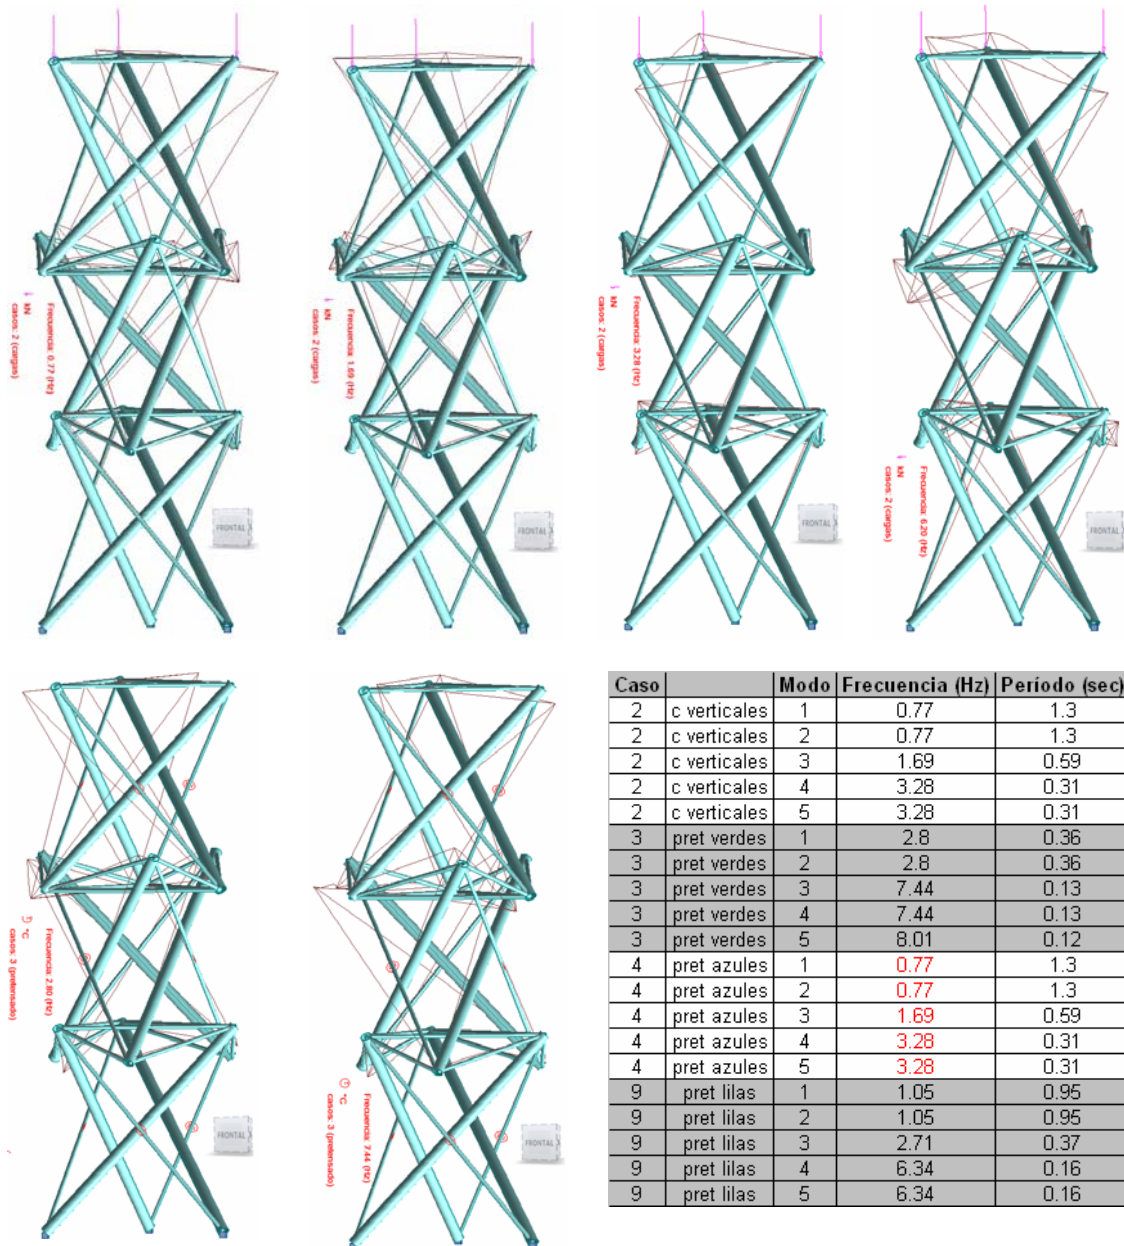 Frecuencia: 0.77 (Hz)
kN
casos: 2 (cargas)
FRONTAL
Frecuencia: 1.69 (Hz)
kN
casos: 2 (cargas)
FRONTAL
Frecuencia: 3.28 (Hz)
kN
casos: 2 (cargas)
FRONTAL
Frecuencia: 6.20 (Hz)
kN
casos: 2 (cargas)
FRONTAL
°C
Frecuencia: 2.80 (Hz)
casos: 3 (pretensado)
FRONTAL
°C
Frecuencia: 7.44 (Hz)
casos: 3 (pretensado)
FRONTAL
Caso Modo Frecuencia (Hz) Período (sec)
2 c verticales 1 0.77 1.3
2 c verticales 2 0.77 1.3
2 c verticales 3 1.69 0.59
2 c verticales 4 3.28 0.31
2 c verticales 5 3.28 0.31
3 pret verdes 1 2.8 0.36
3 pret verdes 2 2.8 0.36
3 pret verdes 3 7.44 0.13
3 pret verdes 4 7.44 0.13
3 pret verdes 5 8.01 0.12
4 pret azules 1 0.77 1.3
4 pret azules 2 0.77 1.3
4 pret azules 3 1.69 0.59
4 pret azules 4 3.28 0.31
4 pret azules 5 3.28 0.31
9 pret lilas 1 1.05 0.95
9 pret lilas 2 1.05 0.95
9 pret lilas 3 2.71 0.37
9 pret lilas 4 6.34 0.16
9 pret lilas 5 6.34 0.16